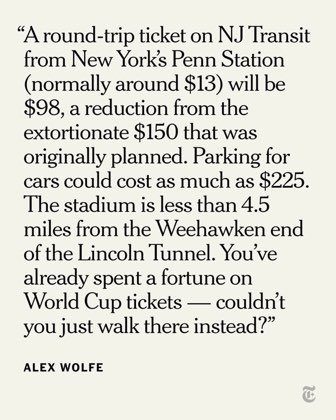 “A round-trip ticket on NJ Transit
from New York’s Penn Station
(normally around $13) will be
$98, a reduction from the
extortionate $150 that was
originally planned. Parking for
cars could cost as much as $225.
The stadium is less than 4.5
miles from the Weehawken end
of the Lincoln Tunnel. You’ve
already spent a fortune on
World Cup tickets — couldn’t
you just walk there instead?”
ALEX WOLFE
T